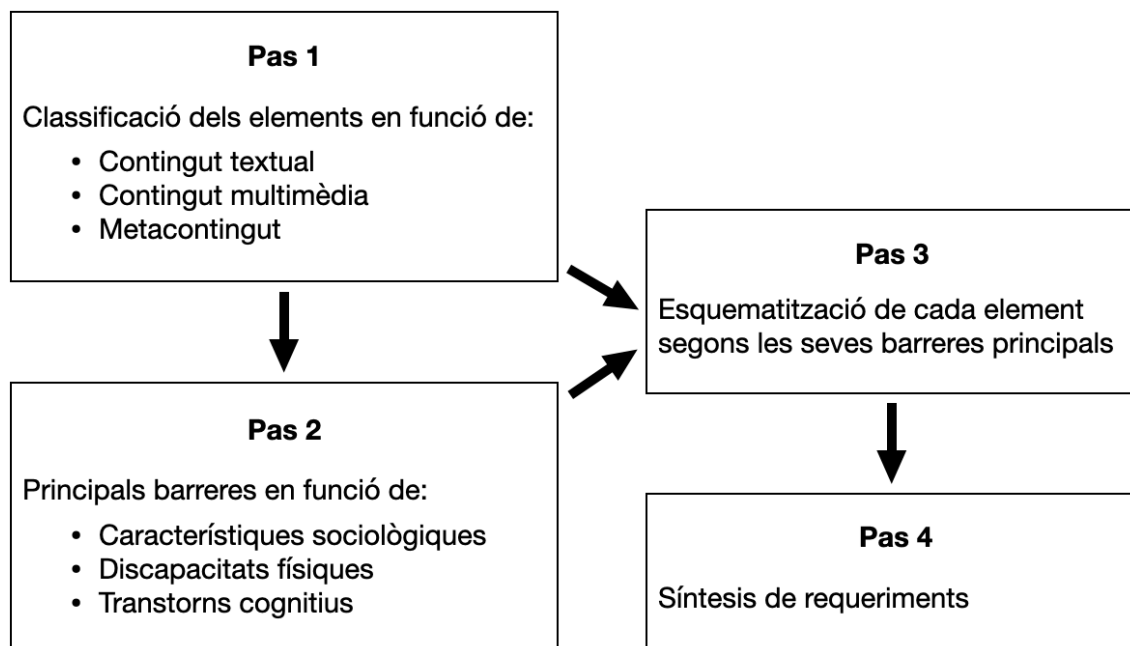 Pas 1
Classificació dels elements en funció de:
• Contingut textual
• Contingut multimèdia
• Metacontingut
Pas 2
Principals barreres en funció de:
• Característiques sociològiques
• Discapacitats físiques
• Transtorns cognitius
Pas 3
Esquematització de cada element
segons les seves barreres principals
Pas 4
Síntesis de requeriments